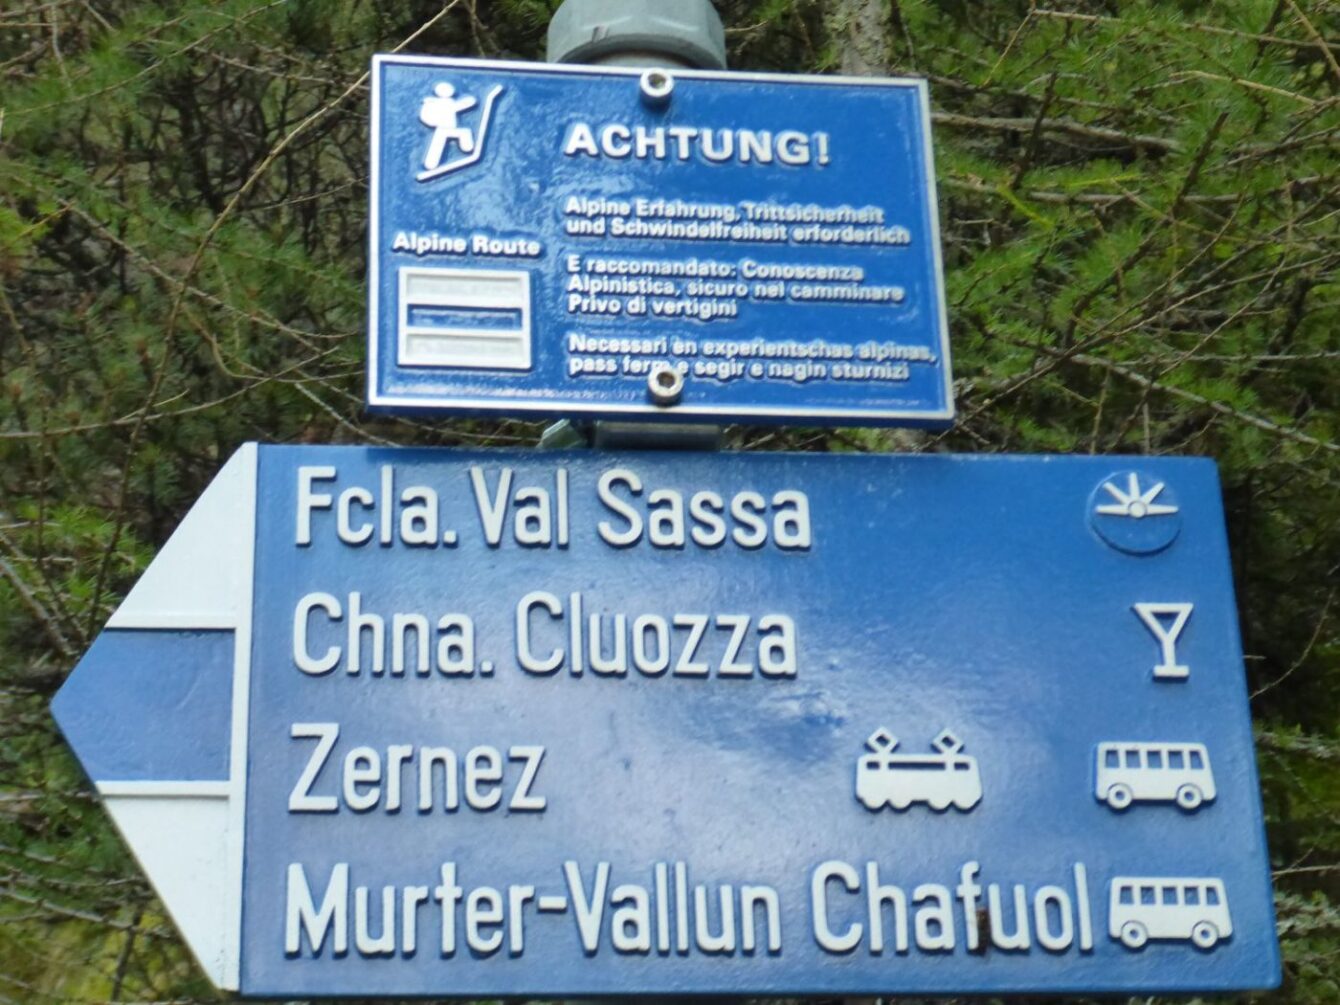 ACHTUNG!
Alpine Erfahrung, Trittsicherheit
und Schwindelfreiheit erforderlich
Alpine Route
E raccomandato: Conoscenza
Alpinistica, sicuro nel camminare
Privo di vertigini
Necessari en experientschas alpinas,
pass ferm e segir e nagin sturnizi
Fcla. Val Sassa
Chna. Cluozza
Zernez
Murter-Vallun Chafuol